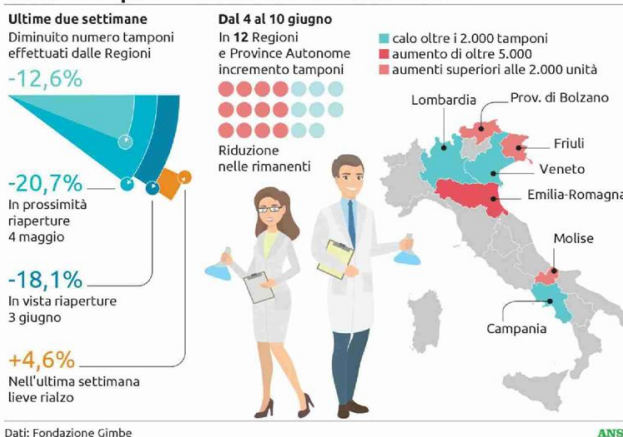 Ultime due settimane
Diminuito numero tamponi
effettuati dalle Regioni
-12,6%
-20,7%
In prossimità
riaperture
4 maggio
-18,1%
In vista riaperture
3 giugno
+4,6%
Nell'ultima settimana
lieve rialzo
Dal 4 al 10 giugno
In 12 Regioni
e Province Autonome
incremento tamponi
Riduzione
nelle rimanenti
calo oltre i 2.000 tamponi
aumento di oltre 5.000
aumenti superiori alle 2.000 unità
Lombardia
Prov. di Bolzano
Friuli
Veneto
Emilia-Romagna
Molise
Campania
Dati: Fondazione Gimbe
ANS